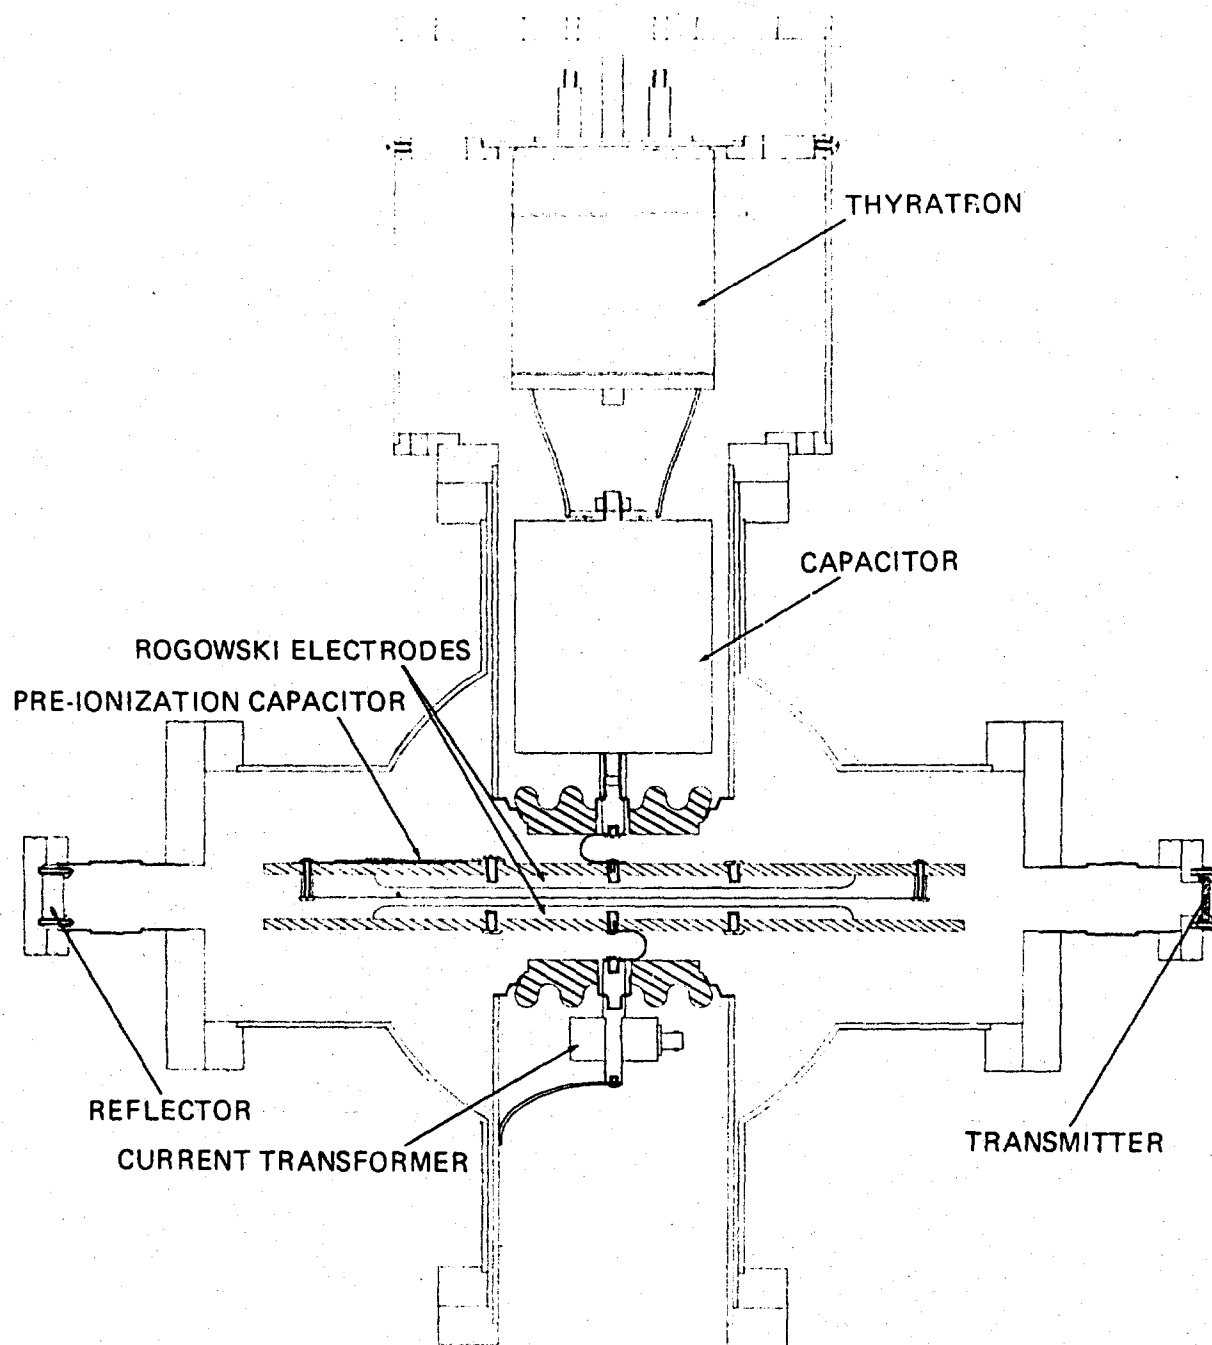 THYRATRON
CAPACITOR
ROGOWSKI ELECTRODES
PRE-IONIZATION CAPACITOR
REFLECTOR
CURRENT TRANSFORMER
TRANSMITTER